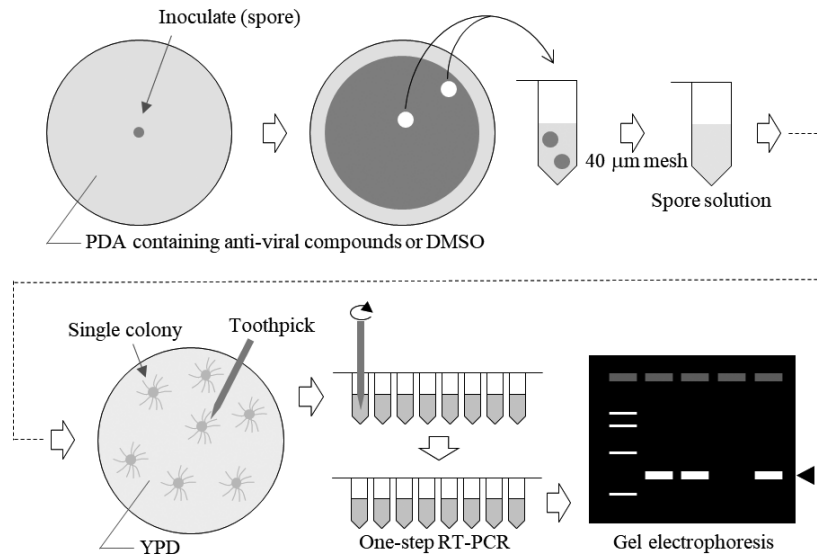 Inoculate (spore)
40 μm mesh
Spore solution
PDA containing anti-viral compounds or DMSO
Single colony
Toothpick
YPD
One-step RT-PCR
Gel electrophoresis